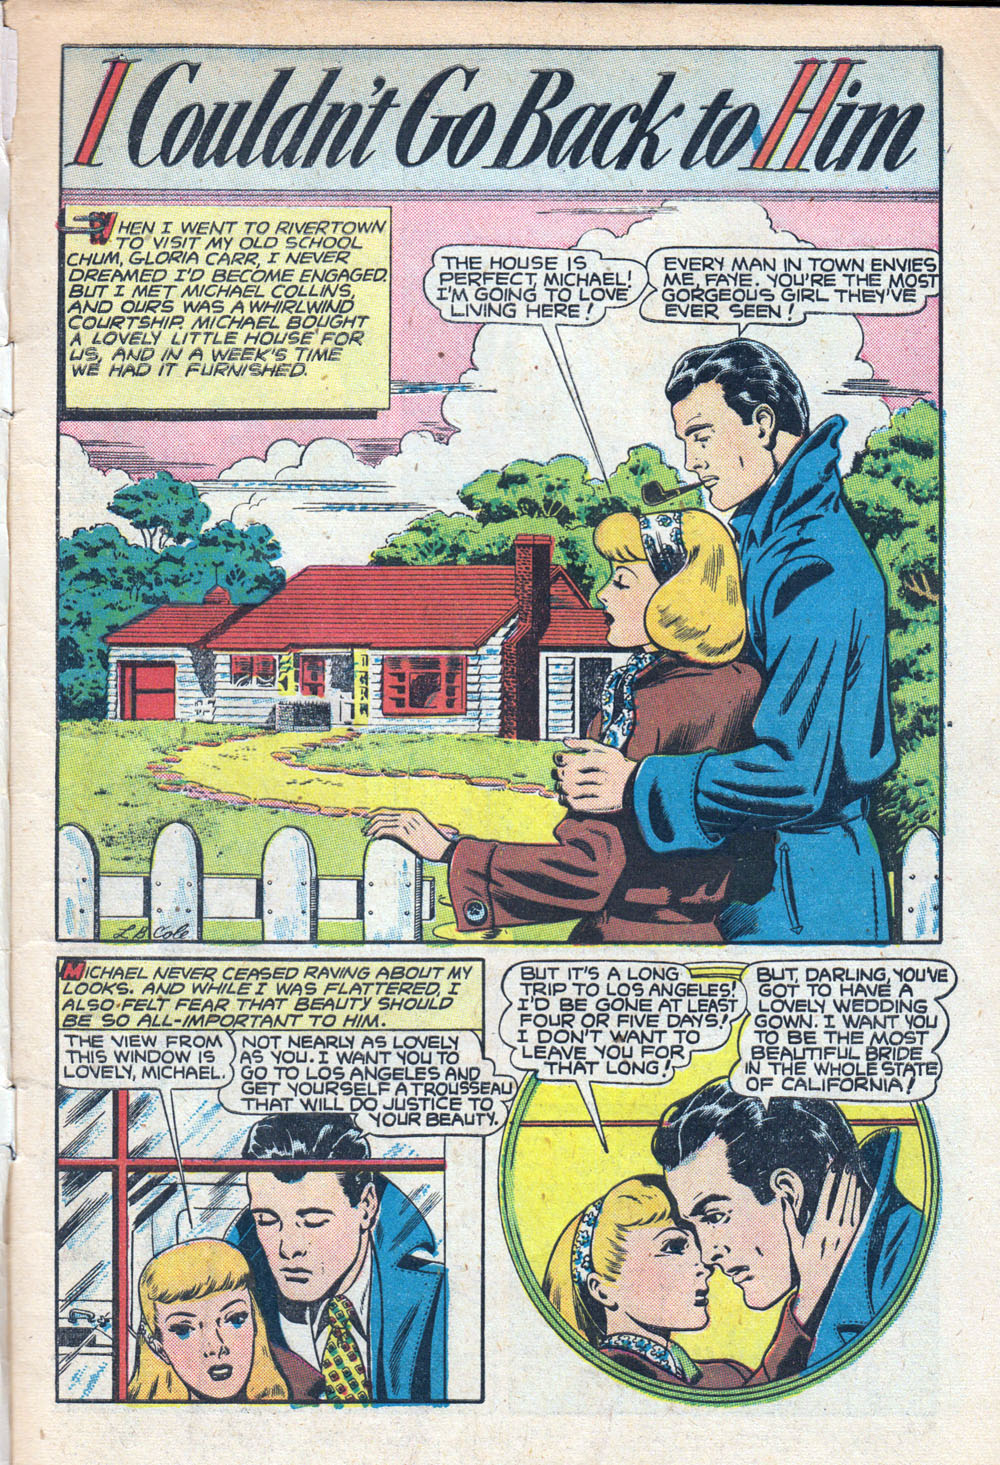 I Couldn't Go Back to Him
WHEN I WENT TO RIVERTOWN
TO VISIT MY OLD SCHOOL
CHUM, GLORIA CARR, I NEVER
DREAMED I'D BECOME ENGAGED.
BUT I MET MICHAEL COLLINS,
AND OURS WAS A WHIRLWIND
COURTSHIP. MICHAEL BOUGHT
A LOVELY LITTLE HOUSE FOR
US, AND IN A WEEK'S TIME
WE HAD IT FURNISHED.
THE HOUSE IS
PERFECT, MICHAEL!
I'M GOING TO LOVE
LIVING HERE!
EVERY MAN IN TOWN ENVIES
ME, FAYE. YOU'RE THE MOST
GORGEOUS GIRL THEY'VE
EVER SEEN!
L. B. Cole
MICHAEL NEVER CEASED RAVING ABOUT MY
LOOKS. AND WHILE I WAS FLATTERED, I
ALSO FELT FEAR THAT BEAUTY SHOULD
BE SO ALL-IMPORTANT TO HIM.
THE VIEW FROM
THIS WINDOW IS
LOVELY, MICHAEL.
NOT NEARLY AS LOVELY
AS YOU. I WANT YOU TO
GO TO LOS ANGELES AND
GET YOURSELF A TROUSSEAU
THAT WILL DO JUSTICE TO
YOUR BEAUTY.
BUT IT'S A LONG
TRIP TO LOS ANGELES!
I'D BE GONE AT LEAST
FOUR OR FIVE DAYS!
I DON'T WANT TO
LEAVE YOU FOR
THAT LONG!
BUT, DARLING, YOU'VE
GOT TO HAVE A
LOVELY WEDDING
GOWN. I WANT YOU
TO BE THE MOST
BEAUTIFUL BRIDE
IN THE WHOLE STATE
OF CALIFORNIA!